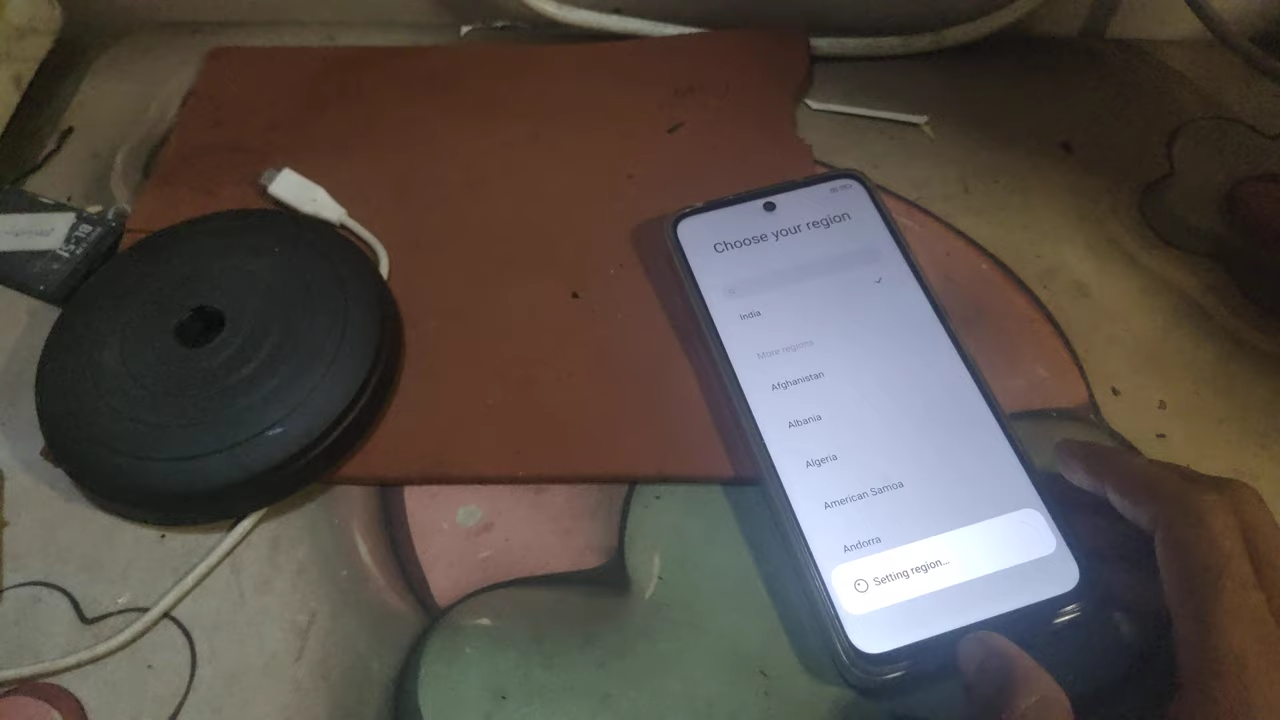 Choose your region
India
More regions
Afghanistan
Albania
Algeria
American Samoa
Andorra
Setting region...